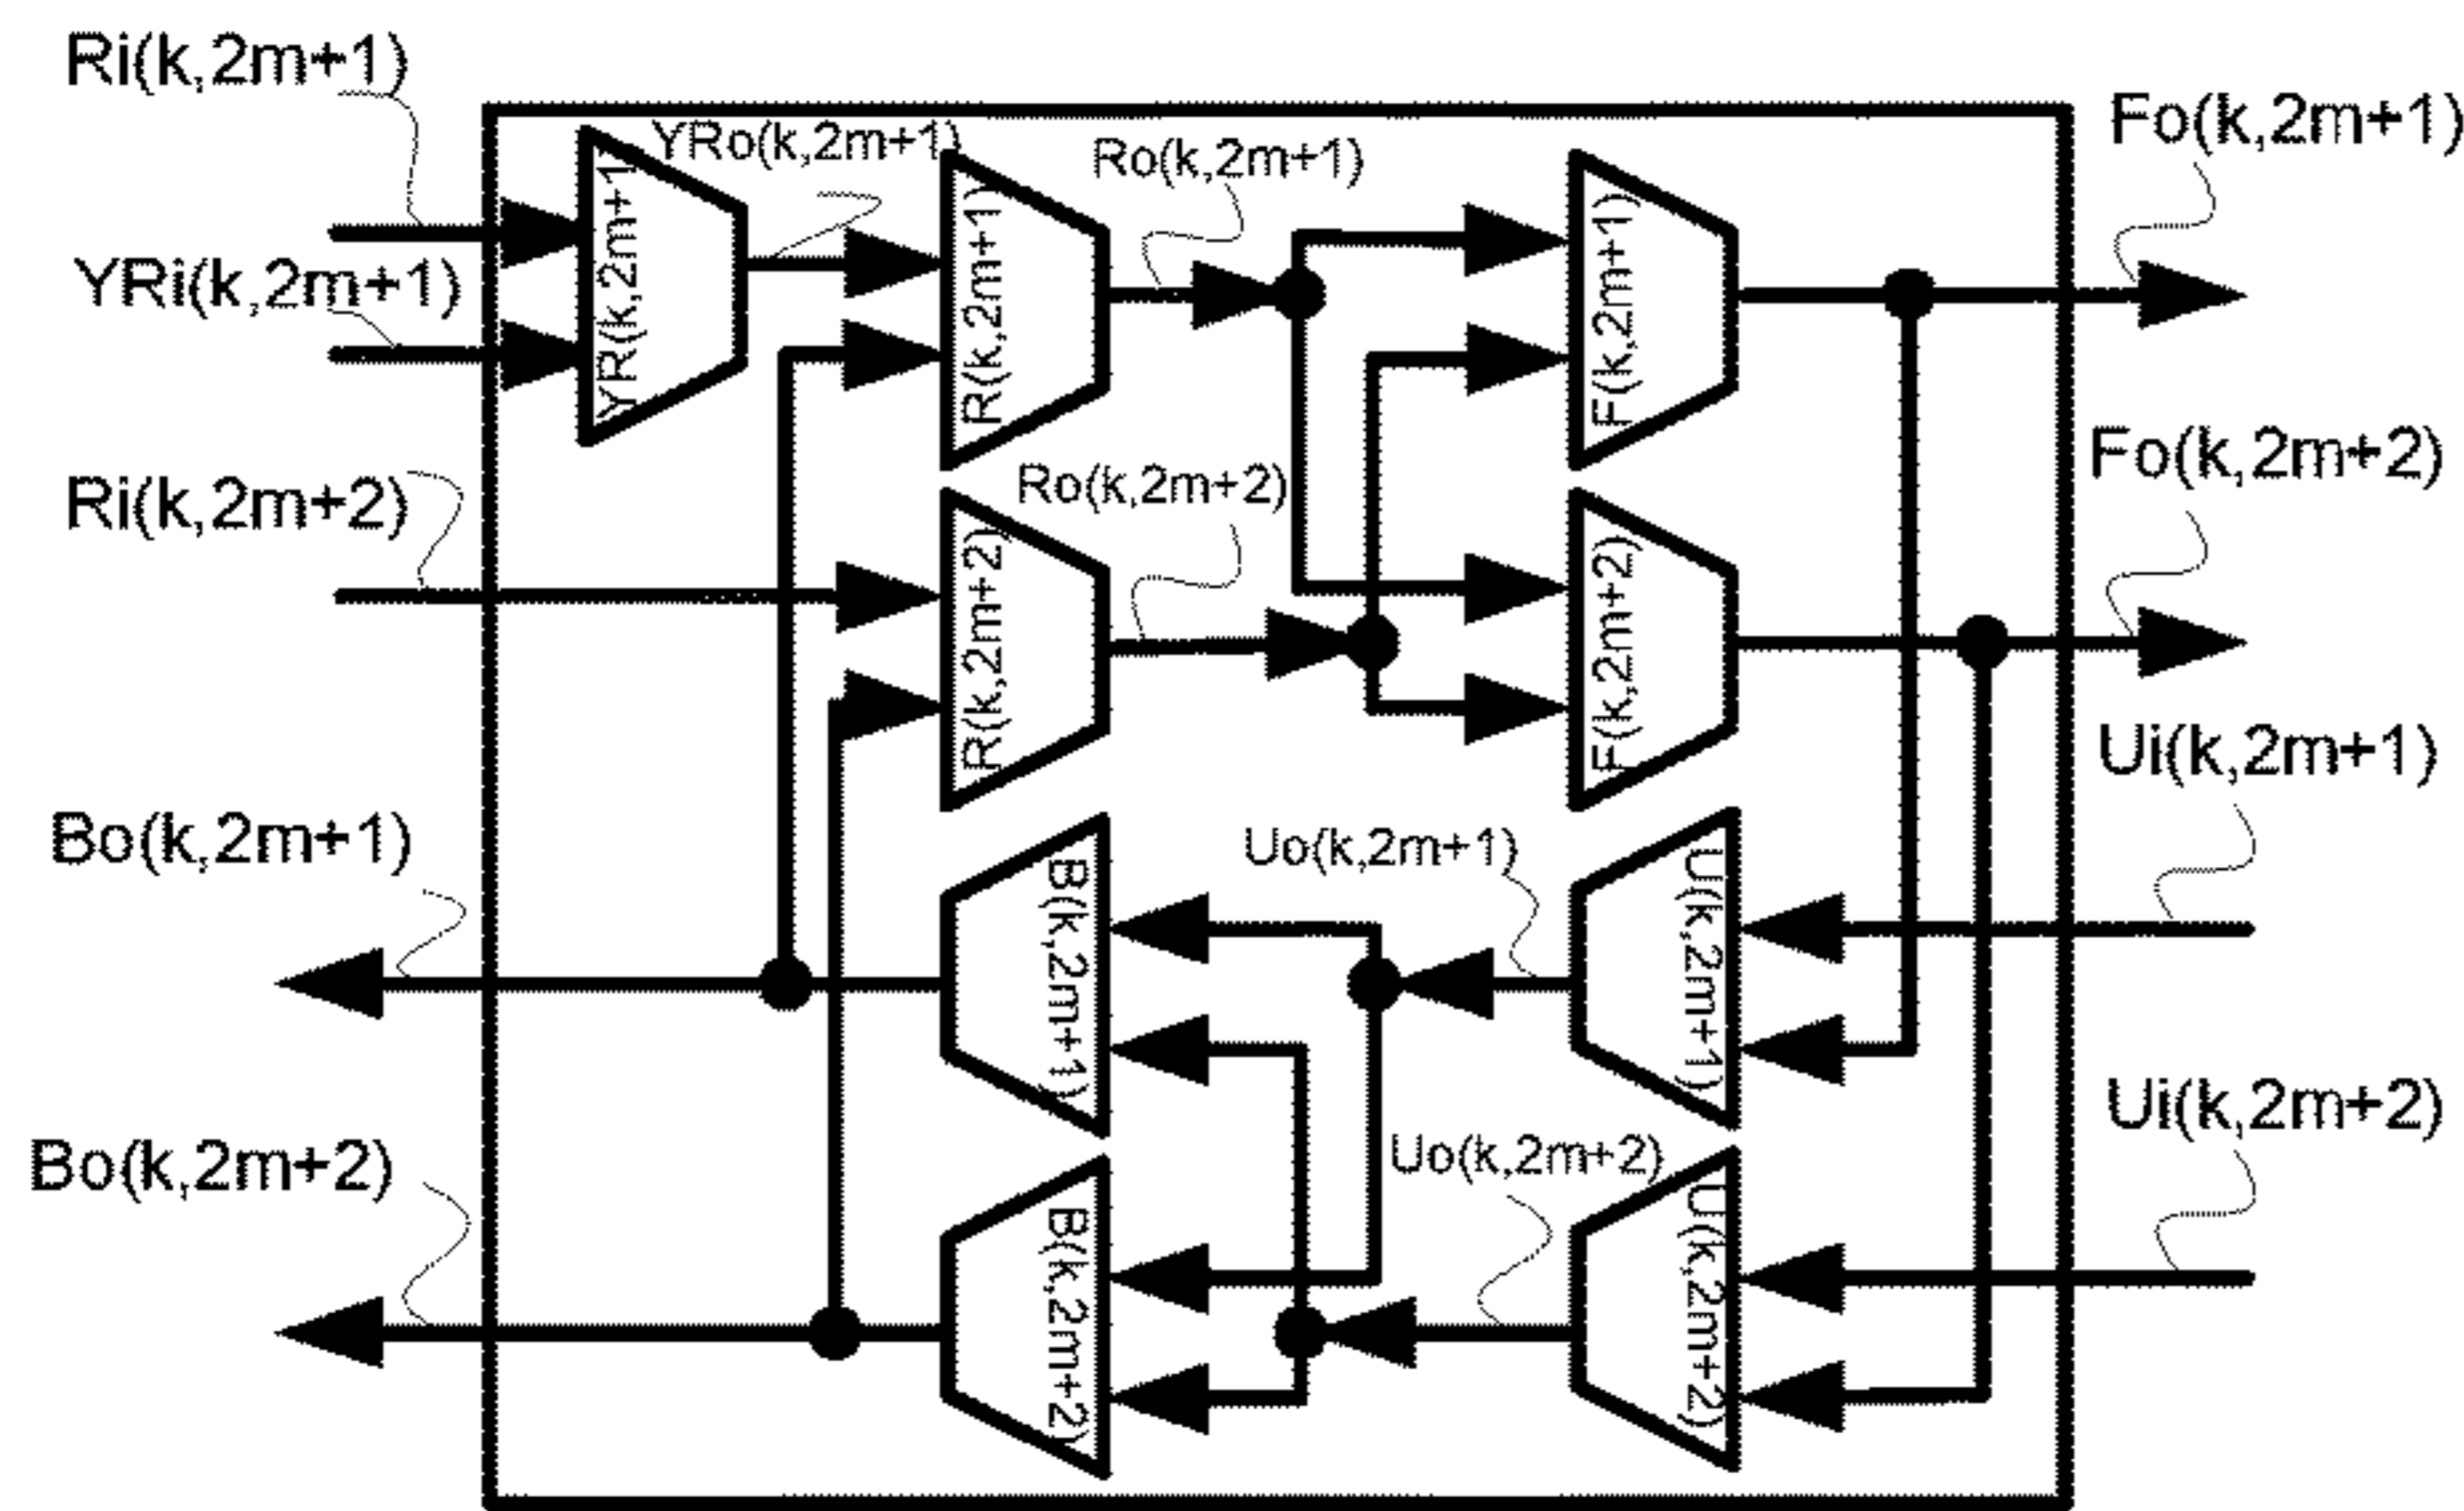 Ri(k,2m+1)
YRi(k,2m+1)
Ri(k,2m+2)
Bo(k,2m+1)
Bo(k,2m+2)
YR(k,2m+1)
YRo(k,2m+1)
R(k,2m+1)
Ro(k,2m+1)
F(k,2m+1)
R(k,2m+2)
Ro(k,2m+2)
F(k,2m+2)
B(k,2m+1)
Uo(k,2m+1)
U(k,2m+1)
B(k,2m+2)
Uo(k,2m+2)
U(k,2m+2)
Fo(k,2m+1)
Fo(k,2m+2)
Ui(k,2m+1)
Ui(k,2m+2)